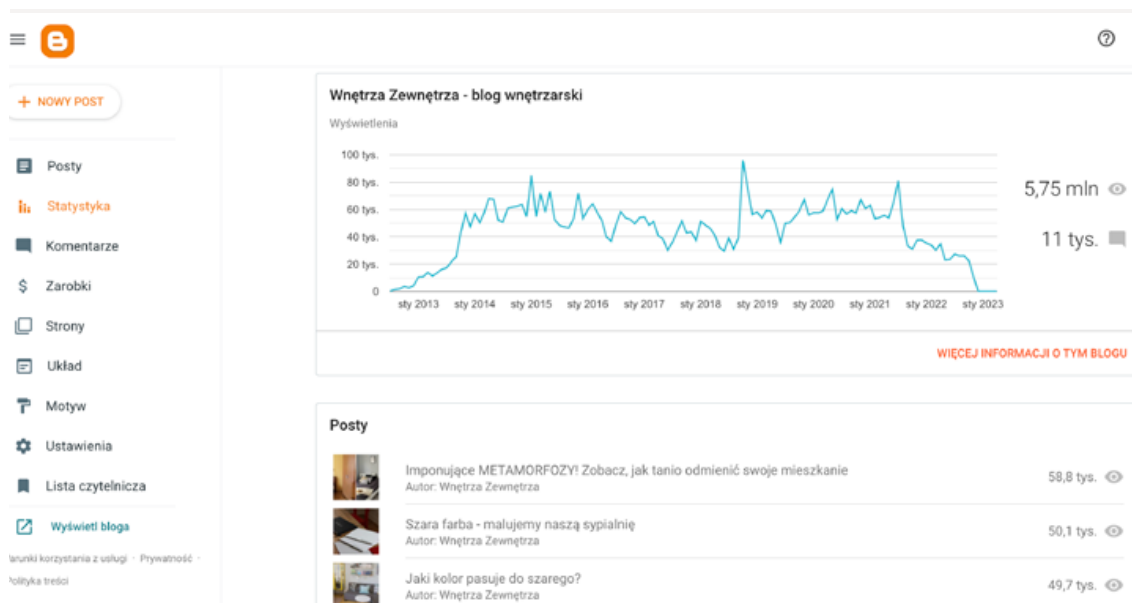 + NOWY POST
Posty
Statystyka
Komentarze
$ Zarobki
Strony
Układ
Motyw
Ustawienia
Lista czytelnicza
Wyświetl bloga
korzystania z usługi · Prywatność ·
treści
Wnętrza Zewnętrza - blog wnętrzarski
Wyświetlenia
100 tys.
80 tys.
60 tys.
40 tys.
20 tys.
0
sty 2013 sty 2014 sty 2015 sty 2016 sty 2017 sty 2018 sty 2019 sty 2020 sty 2021 sty 2022 sty 2023
5,75 mln
11 tys.
WIĘCEJ INFORMACJI O TYM BLOGU
Posty
Imponujące METAMORFOZY! Zobacz, jak tanio odmienić swoje mieszkanie
Autor: Wnętrza Zewnętrza
58,8 tys.
Szara farba - malujemy naszą sypialnię
Autor: Wnętrza Zewnętrza
50,1 tys.
Jaki kolor pasuje do szarego?
Autor: Wnętrza Zewnętrza
49,7 tys.